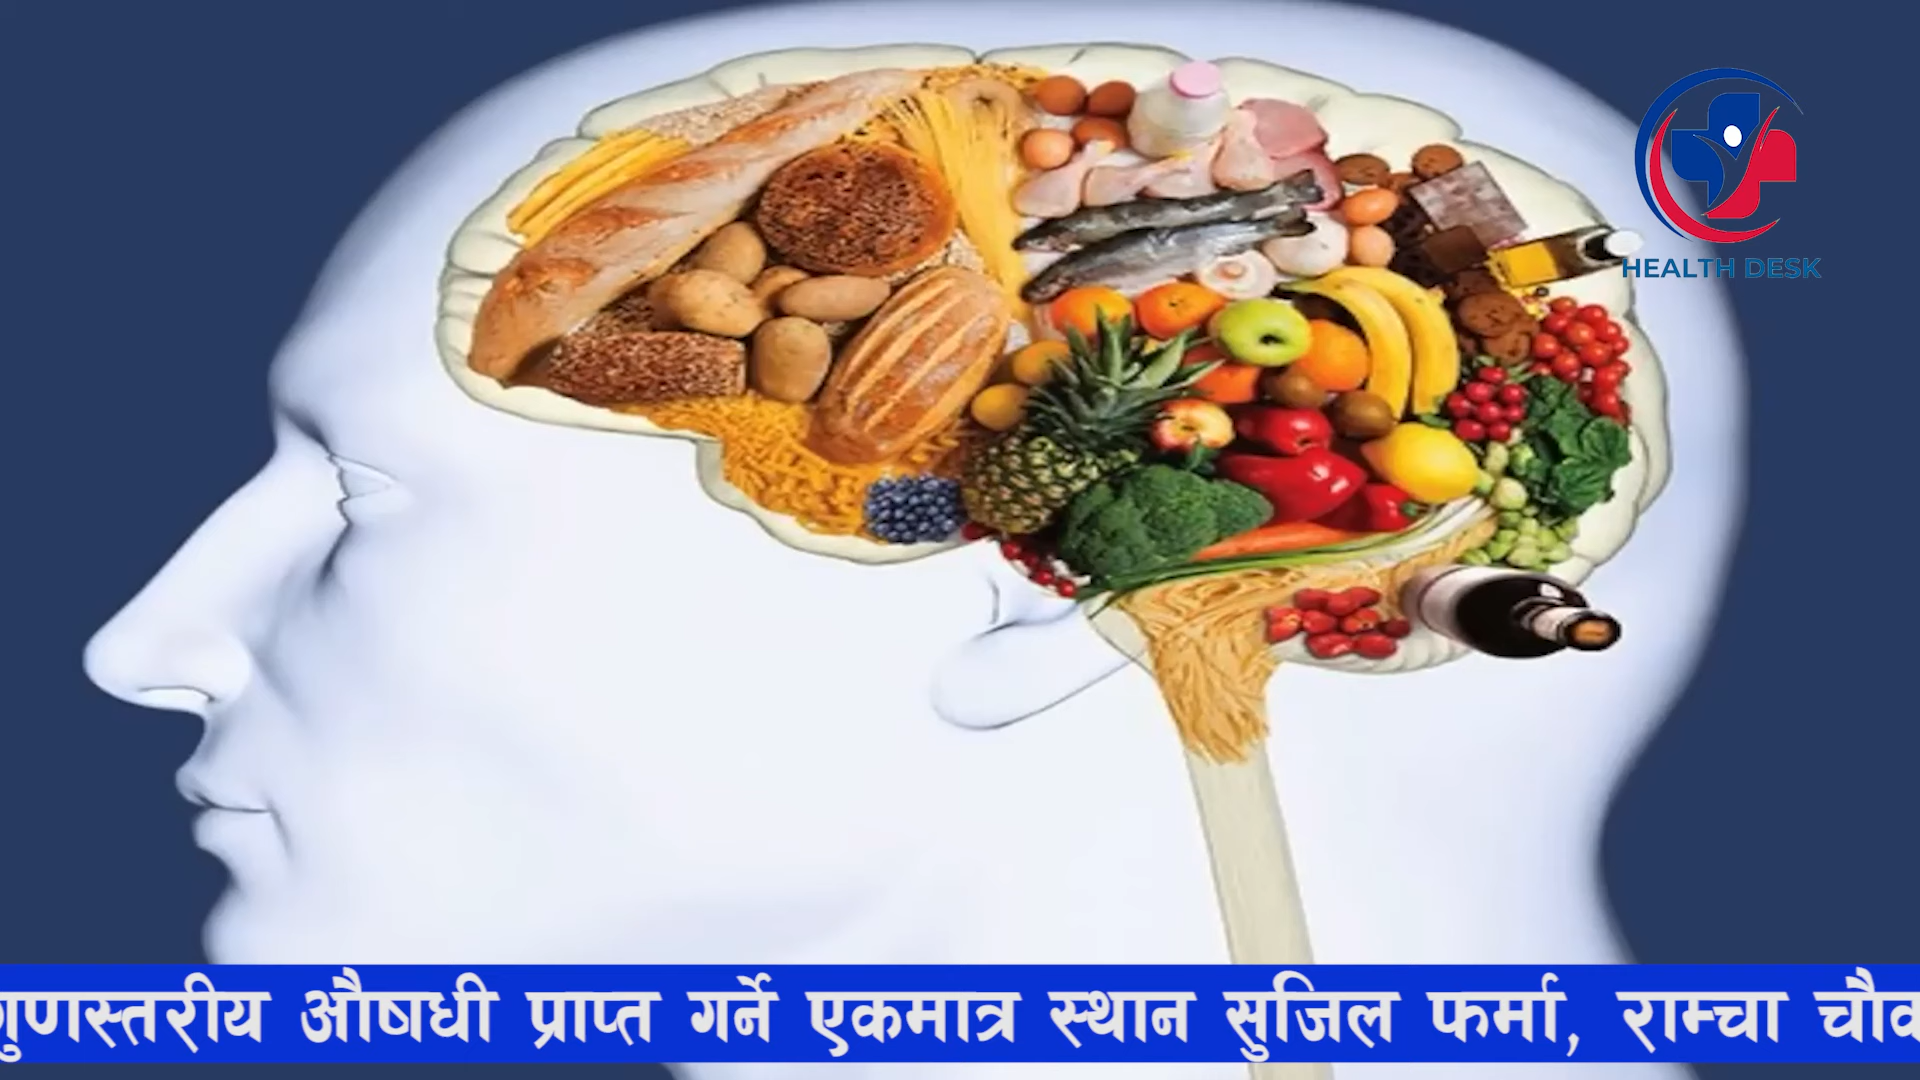 HEALTH DESK
गुणस्तरीय औषधी प्राप्त गर्ने एकमात्र स्थान सुजिल फर्मा, राम्चा चौक